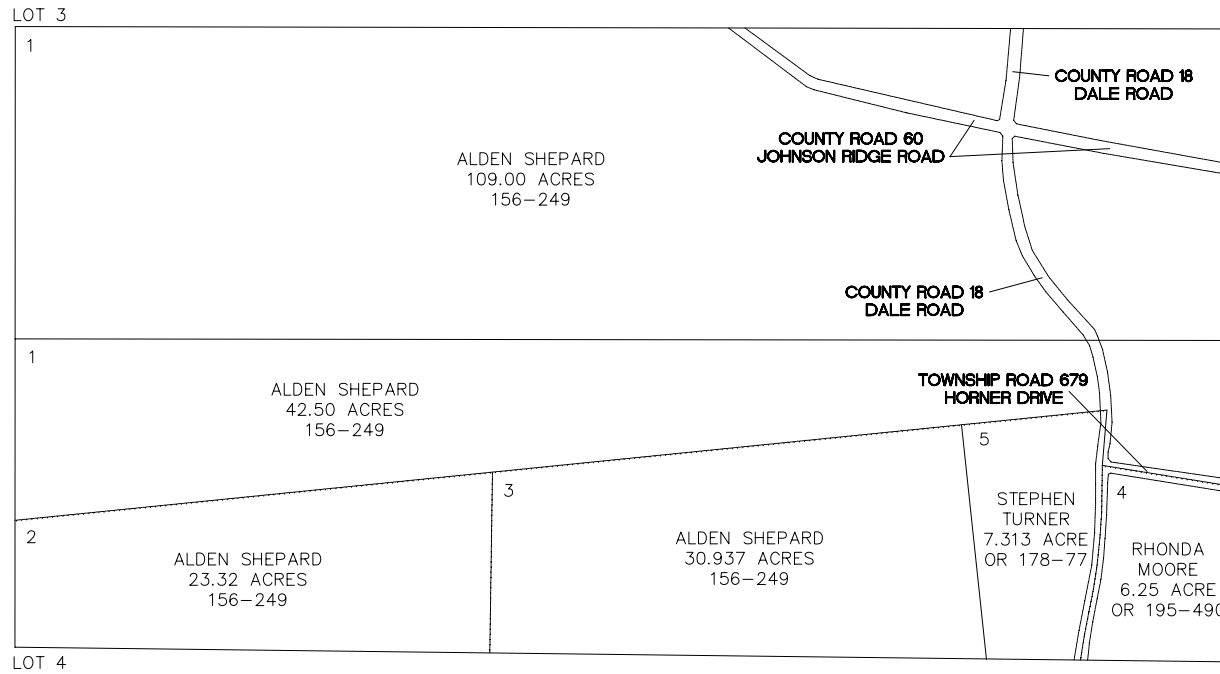 LOT 3
1
COUNTY ROAD 18
DALE ROAD
COUNTY ROAD 60
JOHNSON RIDGE ROAD
ALDEN SHEPARD
109.00 ACRES
156-249
COUNTY ROAD 18
DALE ROAD
1
ALDEN SHEPARD
42.50 ACRES
156-249
TOWNSHIP ROAD 679
HORNER DRIVE
5
3
4
STEPHEN
TURNER
7.313 ACRE
OR 178-77
2
ALDEN SHEPARD
23.32 ACRES
156-249
ALDEN SHEPARD
30.937 ACRES
156-249
RHONDA
MOORE
6.25 ACRE
OR 195-490
LOT 4